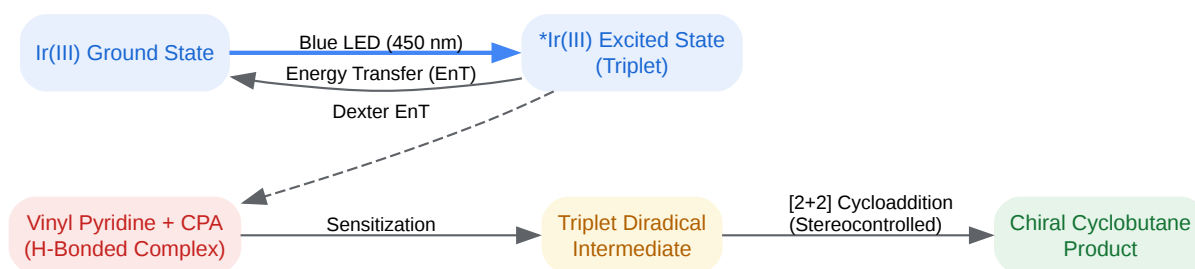 Ir(III) Ground State
Blue LED (450 nm)
*Ir(III) Excited State
(Triplet)
Energy Transfer (EnT)
Dexter EnT
Vinyl Pyridine + CPA
(H-Bonded Complex)
Sensitization
Triplet Diradical
Intermediate
[2+2] Cycloaddition
(Stereocontrolled)
Chiral Cyclobutane
Product